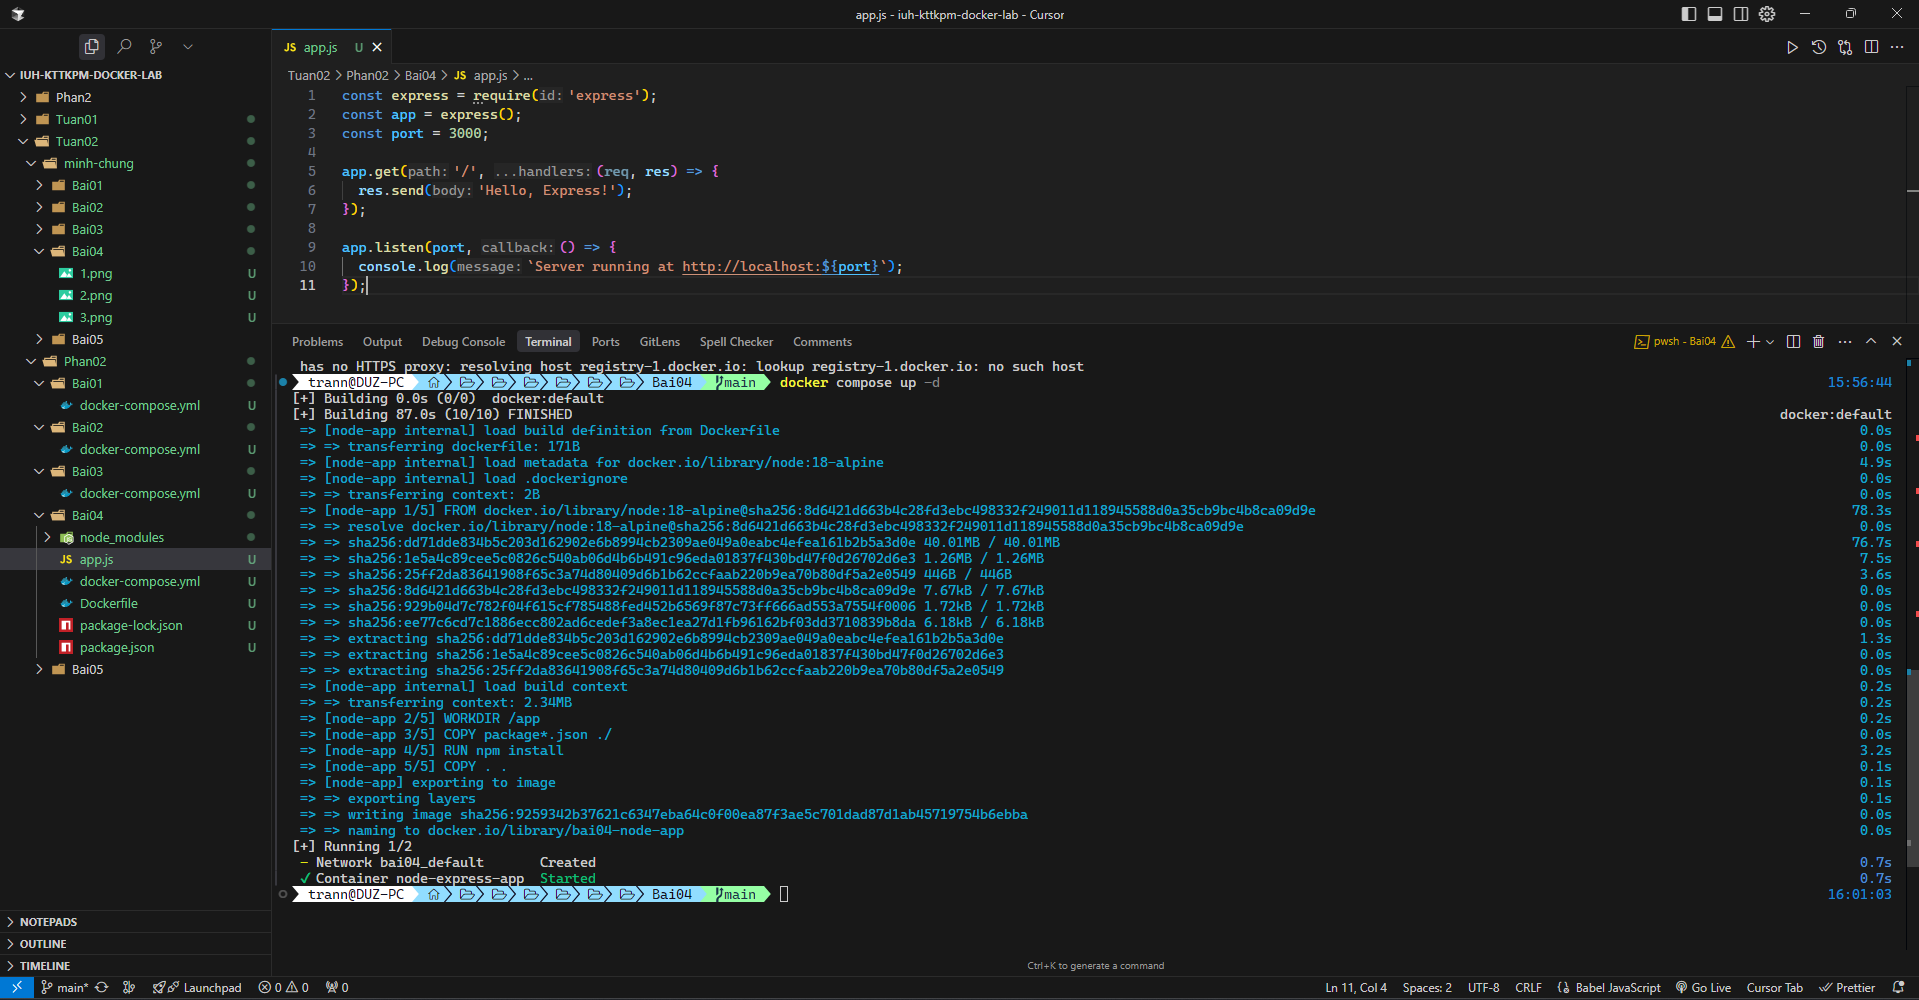 app.js - iuh-kttkpm-docker-lab - Cursor
IUH-KTTKPM-DOCKER-LAB
Phan2
Tuan01
Tuan02
minh-chung
Bai01
Bai02
Bai03
Bai04
1.png U
2.png U
3.png U
Bai05
Phan02
Bai01
docker-compose.yml U
Bai02
docker-compose.yml U
Bai03
docker-compose.yml U
Bai04
node_modules
JS app.js U
docker-compose.yml U
Dockerfile U
package-lock.json U
package.json U
Bai05
NOTEPADS
OUTLINE
TIMELINE
JS app.js U
Tuan02 > Phan02 > Bai04 > JS app.js > ...
1 const express = require(id: 'express');
2 const app = express();
3 const port = 3000;
4
5 app.get(path: '/', ...handlers: (req, res) => {
6 res.send(body: 'Hello, Express!');
7 });
8
9 app.listen(port, callback: () => {
10 console.log(message: `Server running at http://localhost:${port}`);
11 });
Problems Output Debug Console Terminal Ports GitLens Spell Checker Comments pwsh - Bai04
has no HTTPS proxy: resolving host registry-1.docker.io: lookup registry-1.docker.io: no such host
trann@DUZ-PC Bai04 main docker compose up -d 15:56:44
[+] Building 0.0s (0/0) docker:default
[+] Building 87.0s (10/10) FINISHED docker:default
=> [node-app internal] load build definition from Dockerfile 0.0s
=> => transferring dockerfile: 171B 0.0s
=> [node-app internal] load metadata for docker.io/library/node:18-alpine 4.9s
=> [node-app internal] load .dockerignore 0.0s
=> => transferring context: 2B 0.0s
=> [node-app 1/5] FROM docker.io/library/node:18-alpine@sha256:8d6421d663b4c28fd3ebc498332f249011d118945588d0a35cb9bc4b8ca09d9e 78.3s
=> => resolve docker.io/library/node:18-alpine@sha256:8d6421d663b4c28fd3ebc498332f249011d118945588d0a35cb9bc4b8ca09d9e 0.0s
=> => sha256:dd71dde834b5c203d162902e6b8994cb2309ae049a0eabc4efea161b2b5a3d0e 40.01MB / 40.01MB 76.7s
=> => sha256:1e5a4c89cee5c0826c540ab06d4b6b491c96eda01837f430bd47f0d26702d6e3 1.26MB / 1.26MB 7.5s
=> => sha256:25ff2da83641908f65c3a74d80409d6b1b62ccfaab220b9ea70b80df5a2e0549 446B / 446B 3.6s
=> => sha256:8d6421d663b4c28fd3ebc498332f249011d118945588d0a35cb9bc4b8ca09d9e 7.67kB / 7.67kB 0.0s
=> => sha256:929b04d7c782f04f615cf785488fed452b6569f87c73ff666ad553a7554f0006 1.72kB / 1.72kB 0.0s
=> => sha256:ee77c6cd7c1886ecc802ad6cedef3a8ec1ea27d1fb96162bf03dd3710839b8da 6.18kB / 6.18kB 0.0s
=> => extracting sha256:dd71dde834b5c203d162902e6b8994cb2309ae049a0eabc4efea161b2b5a3d0e 1.3s
=> => extracting sha256:1e5a4c89cee5c0826c540ab06d4b6b491c96eda01837f430bd47f0d26702d6e3 0.0s
=> => extracting sha256:25ff2da83641908f65c3a74d80409d6b1b62ccfaab220b9ea70b80df5a2e0549 0.0s
=> [node-app internal] load build context 0.2s
=> => transferring context: 2.34MB 0.2s
=> [node-app 2/5] WORKDIR /app 0.2s
=> [node-app 3/5] COPY package*.json ./ 0.0s
=> [node-app 4/5] RUN npm install 3.2s
=> [node-app 5/5] COPY . . 0.1s
=> [node-app] exporting to image 0.1s
=> => exporting layers 0.1s
=> => writing image sha256:9259342b37621c6347eba64c0f00ea87f3ae5c701dad87d1ab45719754b6ebba 0.0s
=> => naming to docker.io/library/bai04-node-app 0.0s
[+] Running 1/2
- Network bai04_default Created 0.7s
✓ Container node-express-app Started 0.7s
trann@DUZ-PC Bai04 main 16:01:03
Ctrl+K to generate a command
main* Launchpad 0 0 0 Ln 11, Col 4 Spaces: 2 UTF-8 CRLF Babel JavaScript Go Live Cursor Tab Prettier